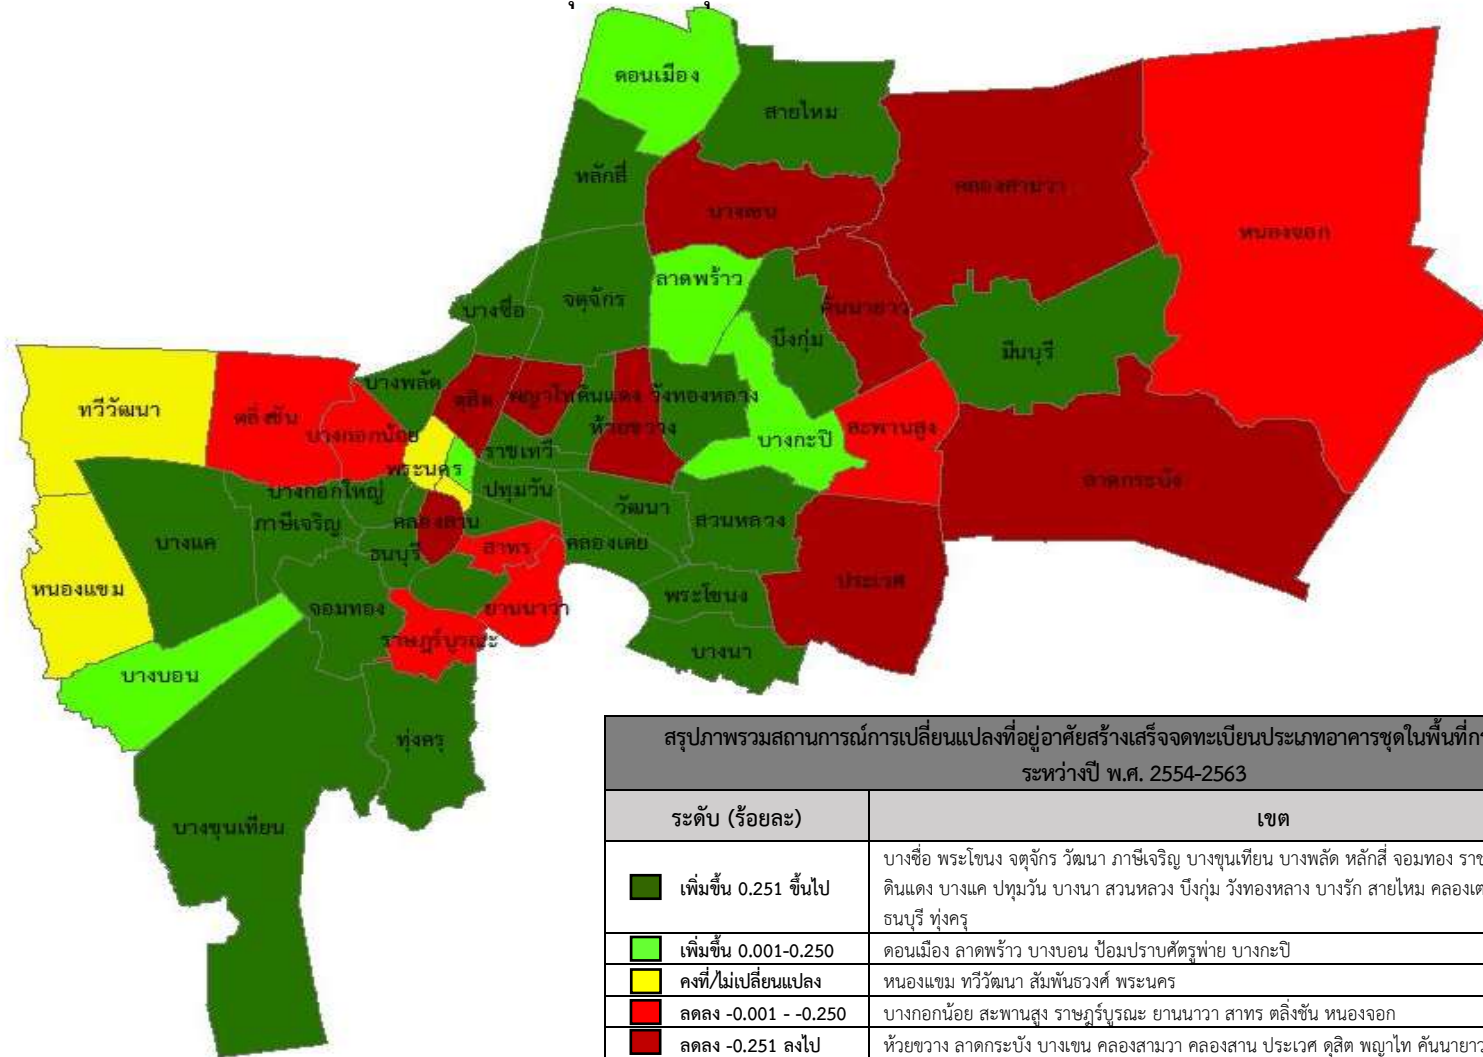 ดอนเมือง
สายไหม
หลักสี่
คลองสามวา
บางเขน
หนองจอก
ลาดพร้าว
จตุจักร
บางซื่อ
คันนายาว
บึงกุ่ม
มีนบุรี
บางพลัด
ดุสิต
พญาไท
ดินแดง
วังทองหลาง
ทวีวัฒนา
ตลิ่งชัน
บางกอกน้อย
ห้วยขวาง
สะพานสูง
บางกะปิ
ราชเทวี
พระนคร
ลาดกระบัง
บางกอกใหญ่
ปทุมวัน
วัฒนา
ภาษีเจริญ
คลองสาน
สวนหลวง
บางแค
ธนบุรี
สาทร
คลองเตย
หนองแขม
ประเวศ
จอมทอง
ยานนาวา
พระโขนง
ราษฎร์บูรณะ
บางนา
บางบอน
ทุ่งครุ
บางขุนเทียน
สรุปภาพรวมสถานการณ์การเปลี่ยนแปลงที่อยู่อาศัยสร้างเสร็จจดทะเบียนประเภทอาคารชุดในพื้นที่
ระหว่างปี พ.ศ. 2554-2563
ระดับ (ร้อยละ)
เขต
เพิ่มขึ้น 0.251 ขึ้นไป
บางซื่อ พระโขนง จตุจักร วัฒนา ภาษีเจริญ บางขุนเทียน บางพลัด หลักสี่ จอมทอง
ดินแดง บางแค ปทุมวัน บางนา สวนหลวง บึงกุ่ม วังทองหลาง บางรัก สายไหม
ธนบุรี ทุ่งครุ
เพิ่มขึ้น 0.001-0.250
ดอนเมือง ลาดพร้าว บางบอน ป้อมปราบศัตรูพ่าย บางกะปิ
คงที่/ไม่เปลี่ยนแปลง
หนองแขม ทวีวัฒนา สัมพันธวงศ์ พระนคร
ลดลง -0.001 - -0.250
บางกอกน้อย สะพานสูง ราษฎร์บูรณะ ยานนาวา สาทร ตลิ่งชัน หนองจอก
ลดลง -0.251 ลงไป
ห้วยขวาง ลาดกระบัง บางเขน คลองสามวา คลองสาน ประเวศ ดุสิต พญาไท